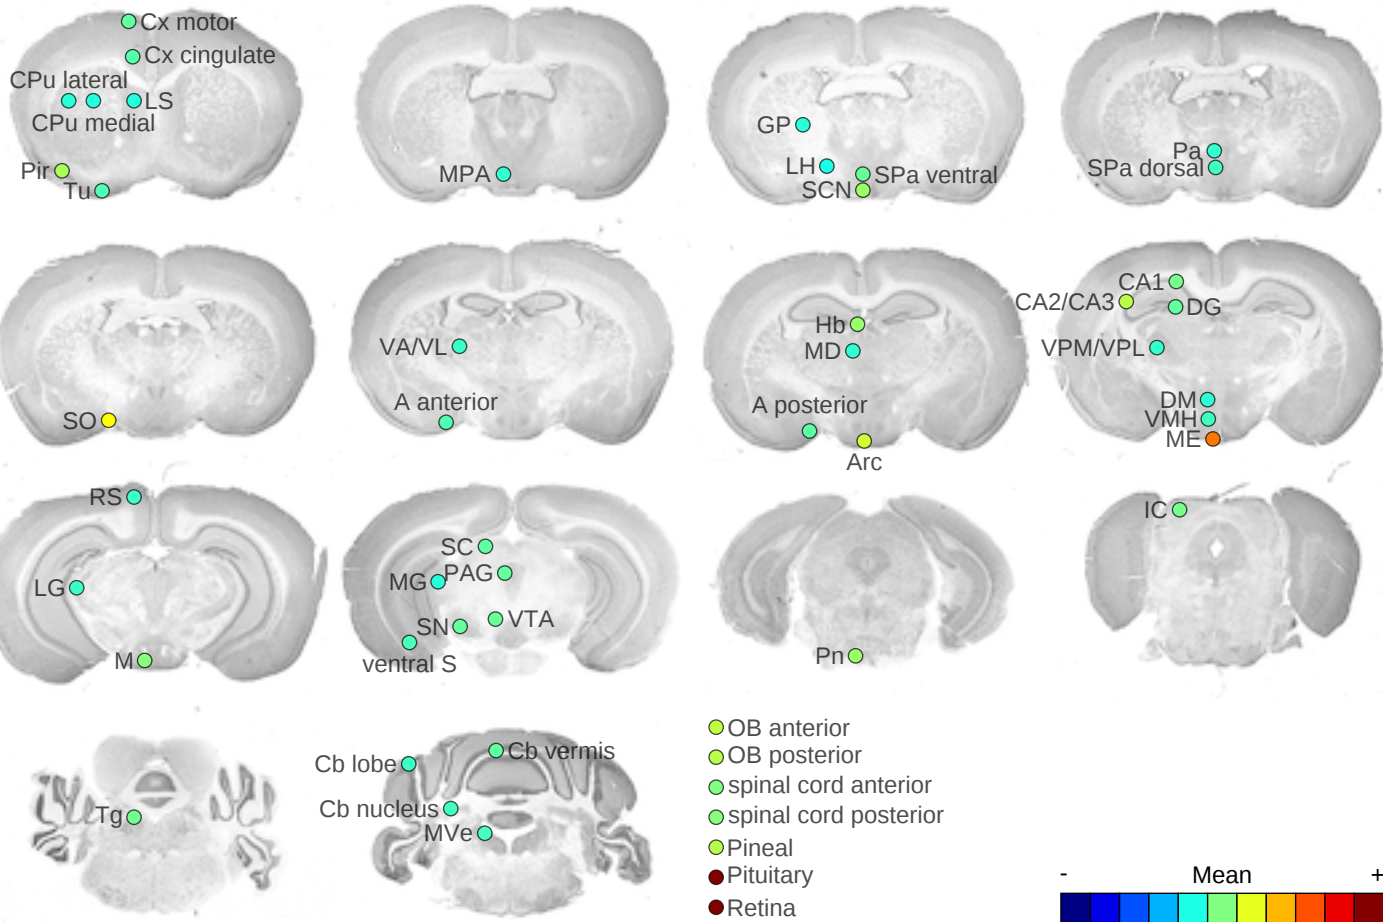 Cx motor
Cx cingulate
CPu lateral
LS
CPu medial
Pir
Tu
MPA
GP
LH
SPa ventral
SCN
Pa
SPa dorsal
SO
VA/VL
A anterior
Hb
MD
A posterior
Arc
CA1
CA2/CA3
DG
VPM/VPL
DM
VMH
ME
RS
LG
M
SC
MG
PAG
SN
VTA
ventral S
Pn
IC
Tg
Cb lobe
Cb vermis
Cb nucleus
MVe
OB anterior
OB posterior
spinal cord anterior
spinal cord posterior
Pineal
Pituitary
Retina
- Mean +